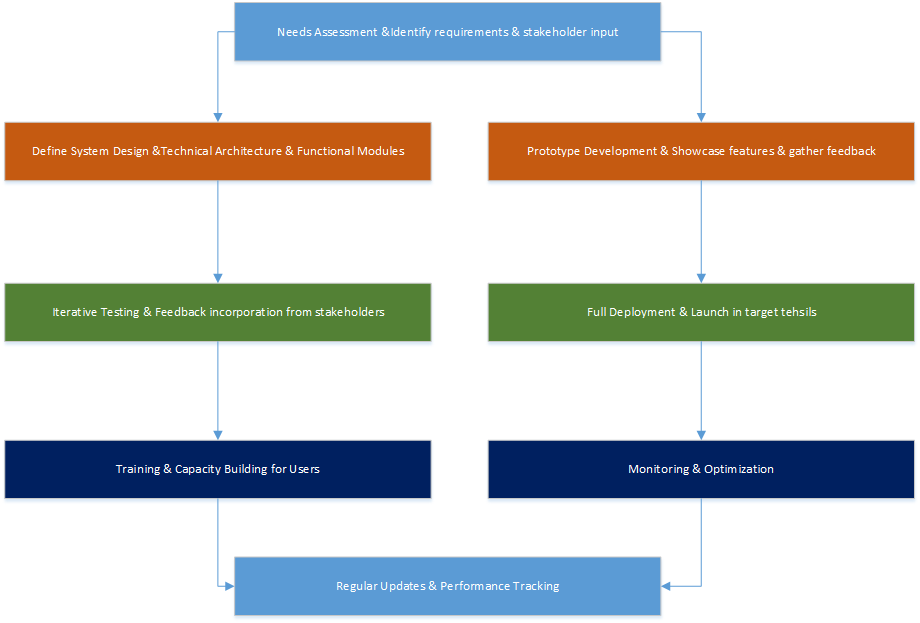 Needs Assessment &Identify requirements & stakeholder input
Define System Design &Technical Architecture & Functional Modules
Prototype Development & Showcase features & gather feedback
Iterative Testing & Feedback incorporation from stakeholders
Full Deployment & Launch in target tehsils
Training & Capacity Building for Users
Monitoring & Optimization
Regular Updates & Performance Tracking